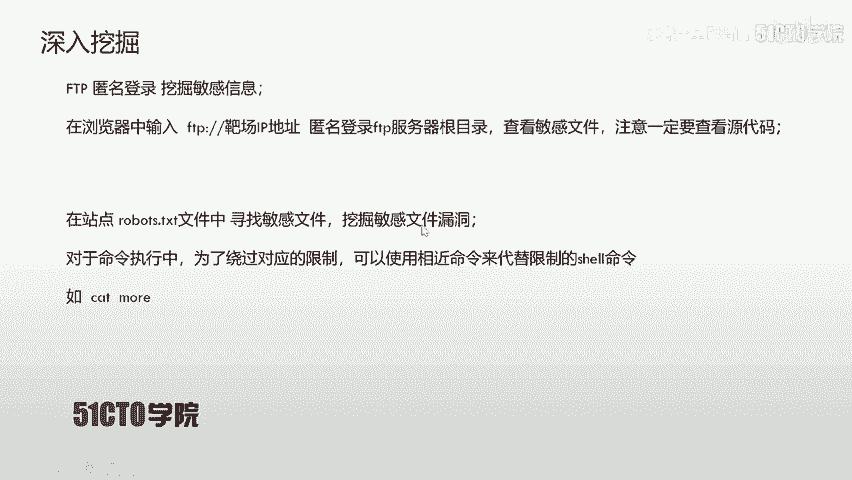 深入挖掘
51CTO学院
FTP 匿名登录 挖掘敏感信息；
在浏览器中输入 ftp://靶场IP地址 匿名登录ftp服务器根目录，查看敏感文件，注意一定要查看源代码；
在站点 robots.txt文件中 寻找敏感文件，挖掘敏感文件漏洞；
对于命令执行中，为了绕过对应的限制，可以使用相近命令来代替限制的shell命令
如 cat more
51CTO学院